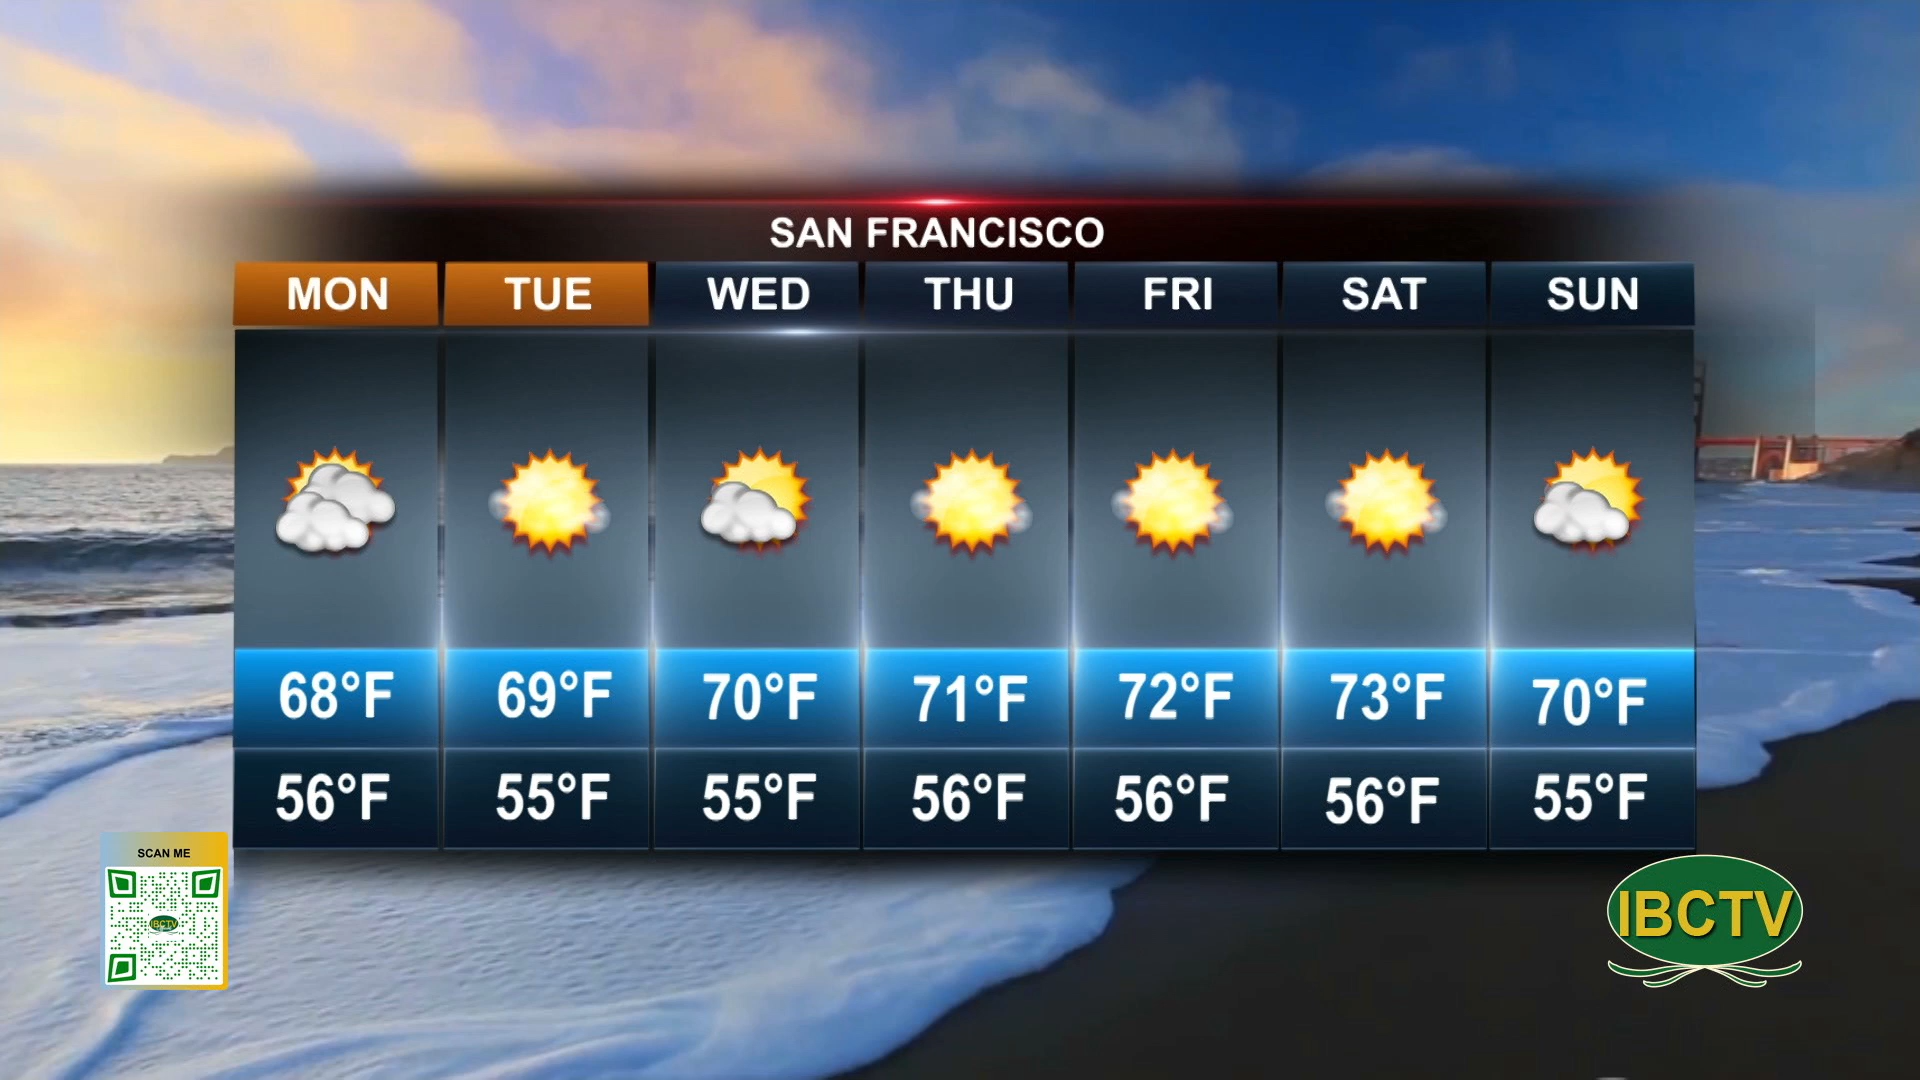 SAN FRANCISCO
MON TUE WED THU FRI SAT SUN
68°F 69°F 70°F 71°F 72°F 73°F 70°F
56°F 55°F 55°F 56°F 56°F 56°F 55°F
SCAN ME
IBCTV
IBCTV